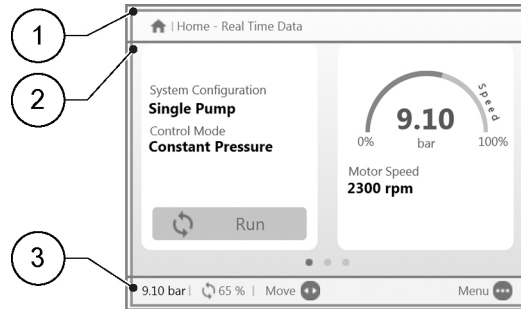 1
| Home - Real Time Data
2
System Configuration
Single Pump
Control Mode
Constant Pressure
Run
Speed
9.10
0% bar 100%
Motor Speed
2300 rpm
3
9.10 bar | 65 % | Move Menu